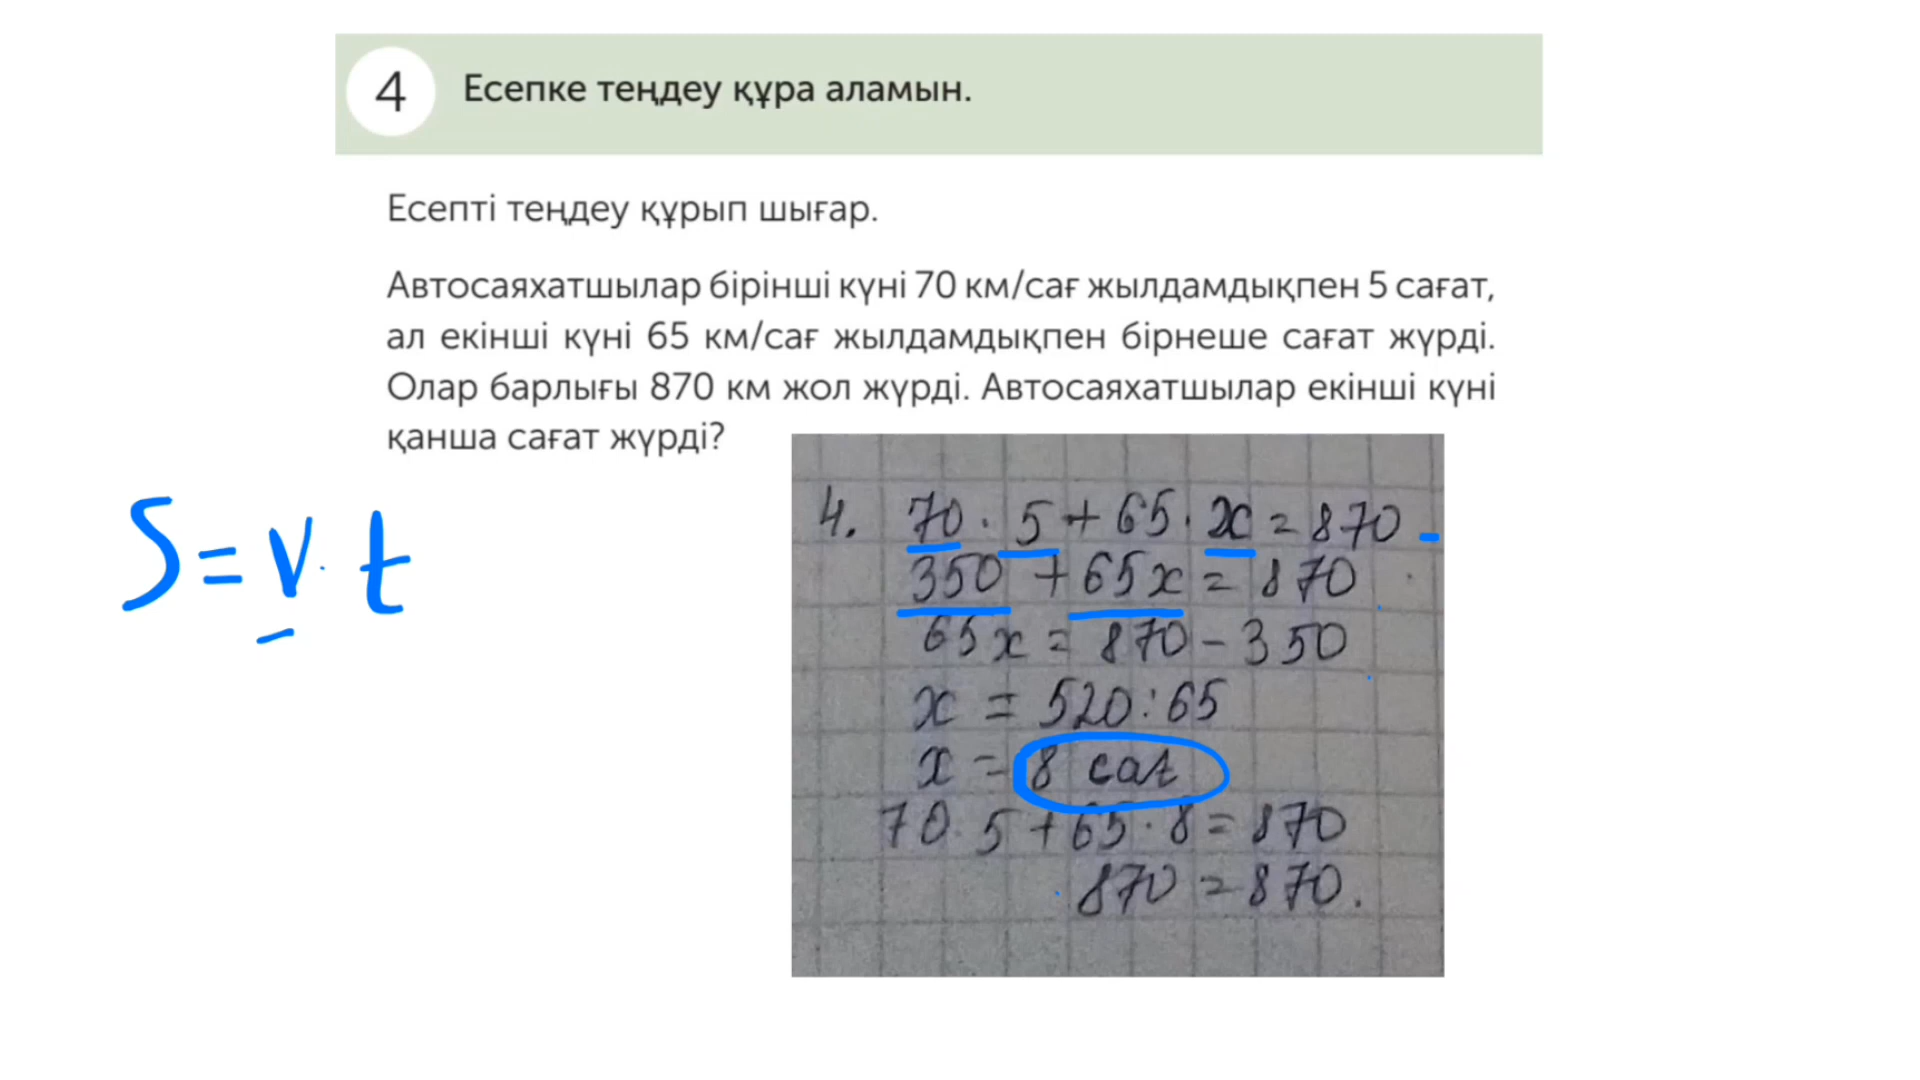 4
Есепке теңдеу құра аламын.
Есепті теңдеу құрып шығар.
Автосаяхатшылар бірінші күні 70 км/сағ жылдамдықпен 5 сағат,
ал екінші күні 65 км/сағ жылдамдықпен бірнеше сағат жүрді.
Олар барлығы 870 км жол жүрді. Автосаяхатшылар екінші күні
қанша сағат жүрді?
S = v · t
4. 70 · 5 + 65 · x = 870
350 + 65x = 870
65x = 870 - 350
x = 520 : 65
x = 8 сағ
70 · 5 + 65 · 8 = 870
870 = 870.